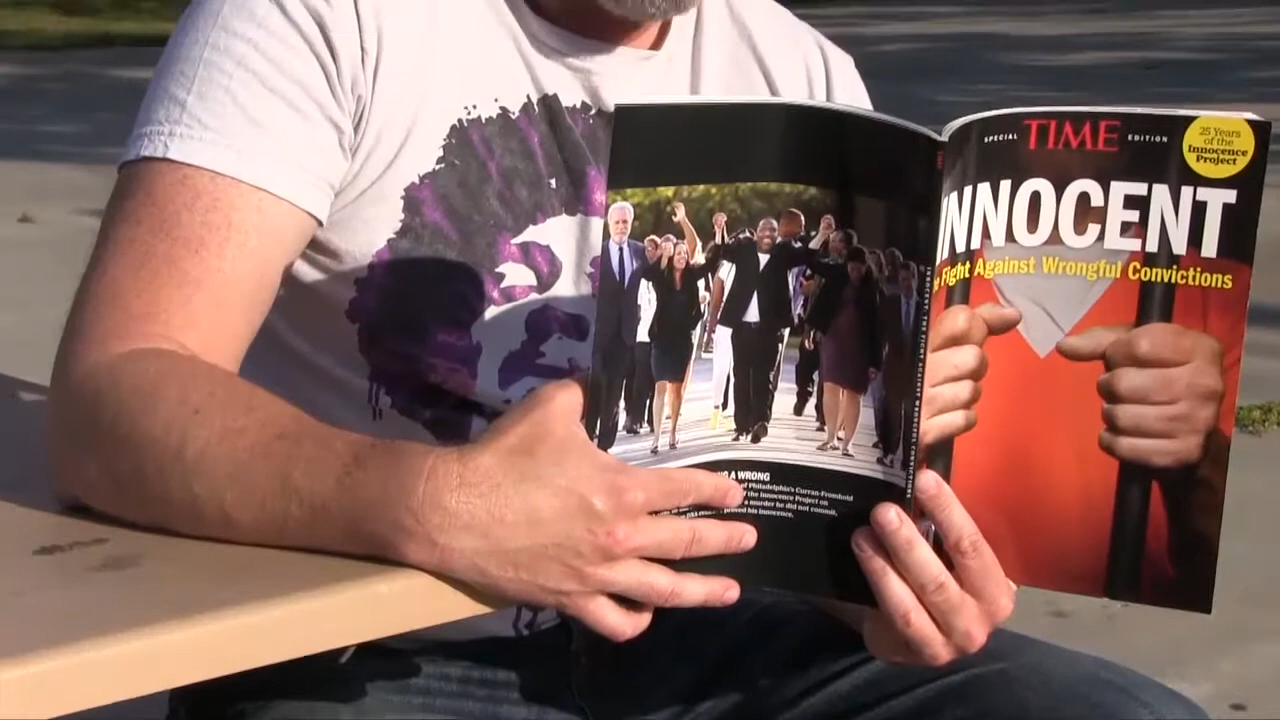 SPECIAL TIME EDITION
25 Years
of the
Innocence
Project
INNOCENT
Fight Against Wrongful Convictions
A WRONG
of Philadelphia's Curran-Fromhold
of the Innocence Project on
a murder he did not commit,
proved his innocence.
INNOCENT: THE FIGHT AGAINST WRONGFUL CONVICTIONS